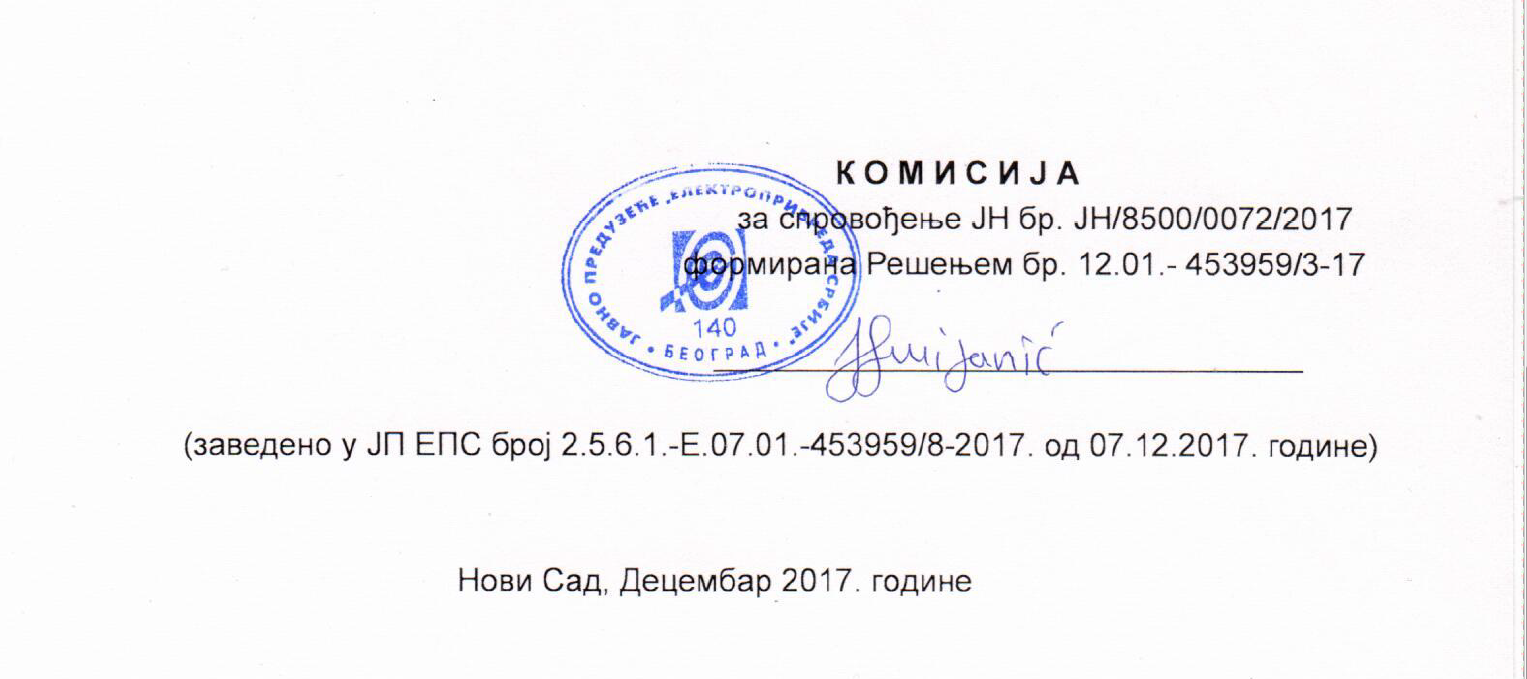 К О М И С И Ј А
за спровођење ЈН бр. ЈН/8500/0072/2017
формирана Решењем бр. 12.01.- 453959/3-17
ЈАВНО ПРЕДУЗЕЋЕ „ЕЛЕКТРОПРИВРЕДА СРБИЈЕ"
140
• БЕОГРАД •
(заведено у ЈП ЕПС број 2.5.6.1.-Е.07.01.-453959/8-2017. од 07.12.2017. године)
Нови Сад, Децембар 2017. године